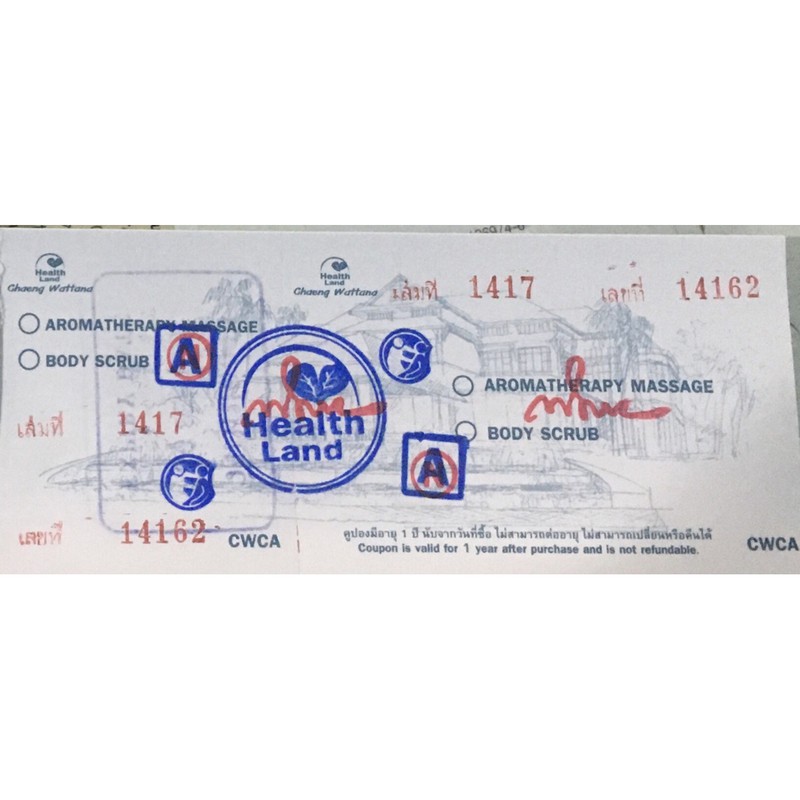 Health
Land
Chaeng Wattana
AROMATHERAPY MASSAGE
BODY SCRUB
A
เล่มที่ 1417
เลขที่ 14162
CWCA
Health
Land
Health
Land
Chaeng Wattana
เล่มที่ 1417 เลขที่ 14162
AROMATHERAPY MASSAGE
BODY SCRUB
A
คูปองมีอายุ 1 ปี นับจากวันที่ซื้อ ไม่สามารถต่ออายุ ไม่สามารถเปลี่ยนหรือคืนได้
Coupon is valid for 1 year after purchase and is not refundable.
CWCA